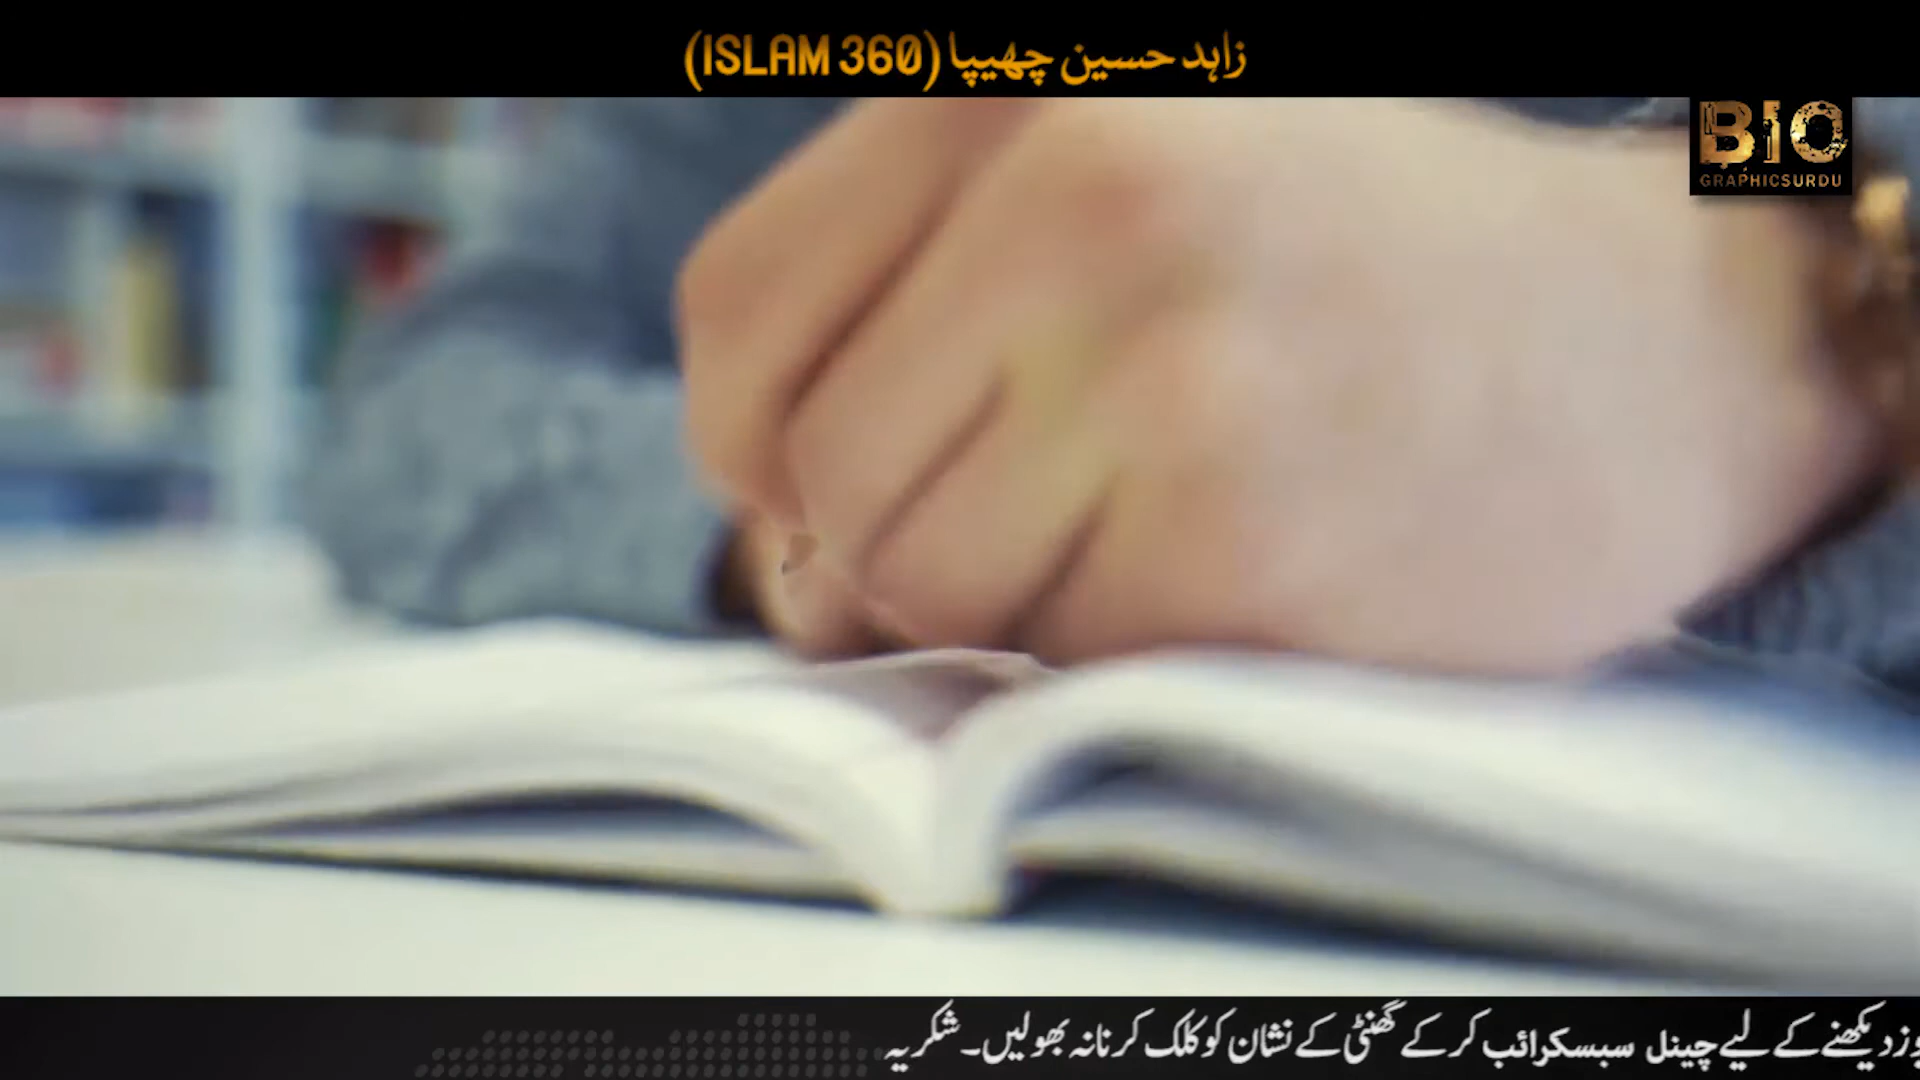 زاہد حسین چھیپا (ISLAM 360)
BIO
GRAPHICSURDU
دیکھنے کے لیے چینل سبسکرائب کر کے گھنٹی کے نشان کو کلک کرنا نہ بھولیں۔ شکریہ